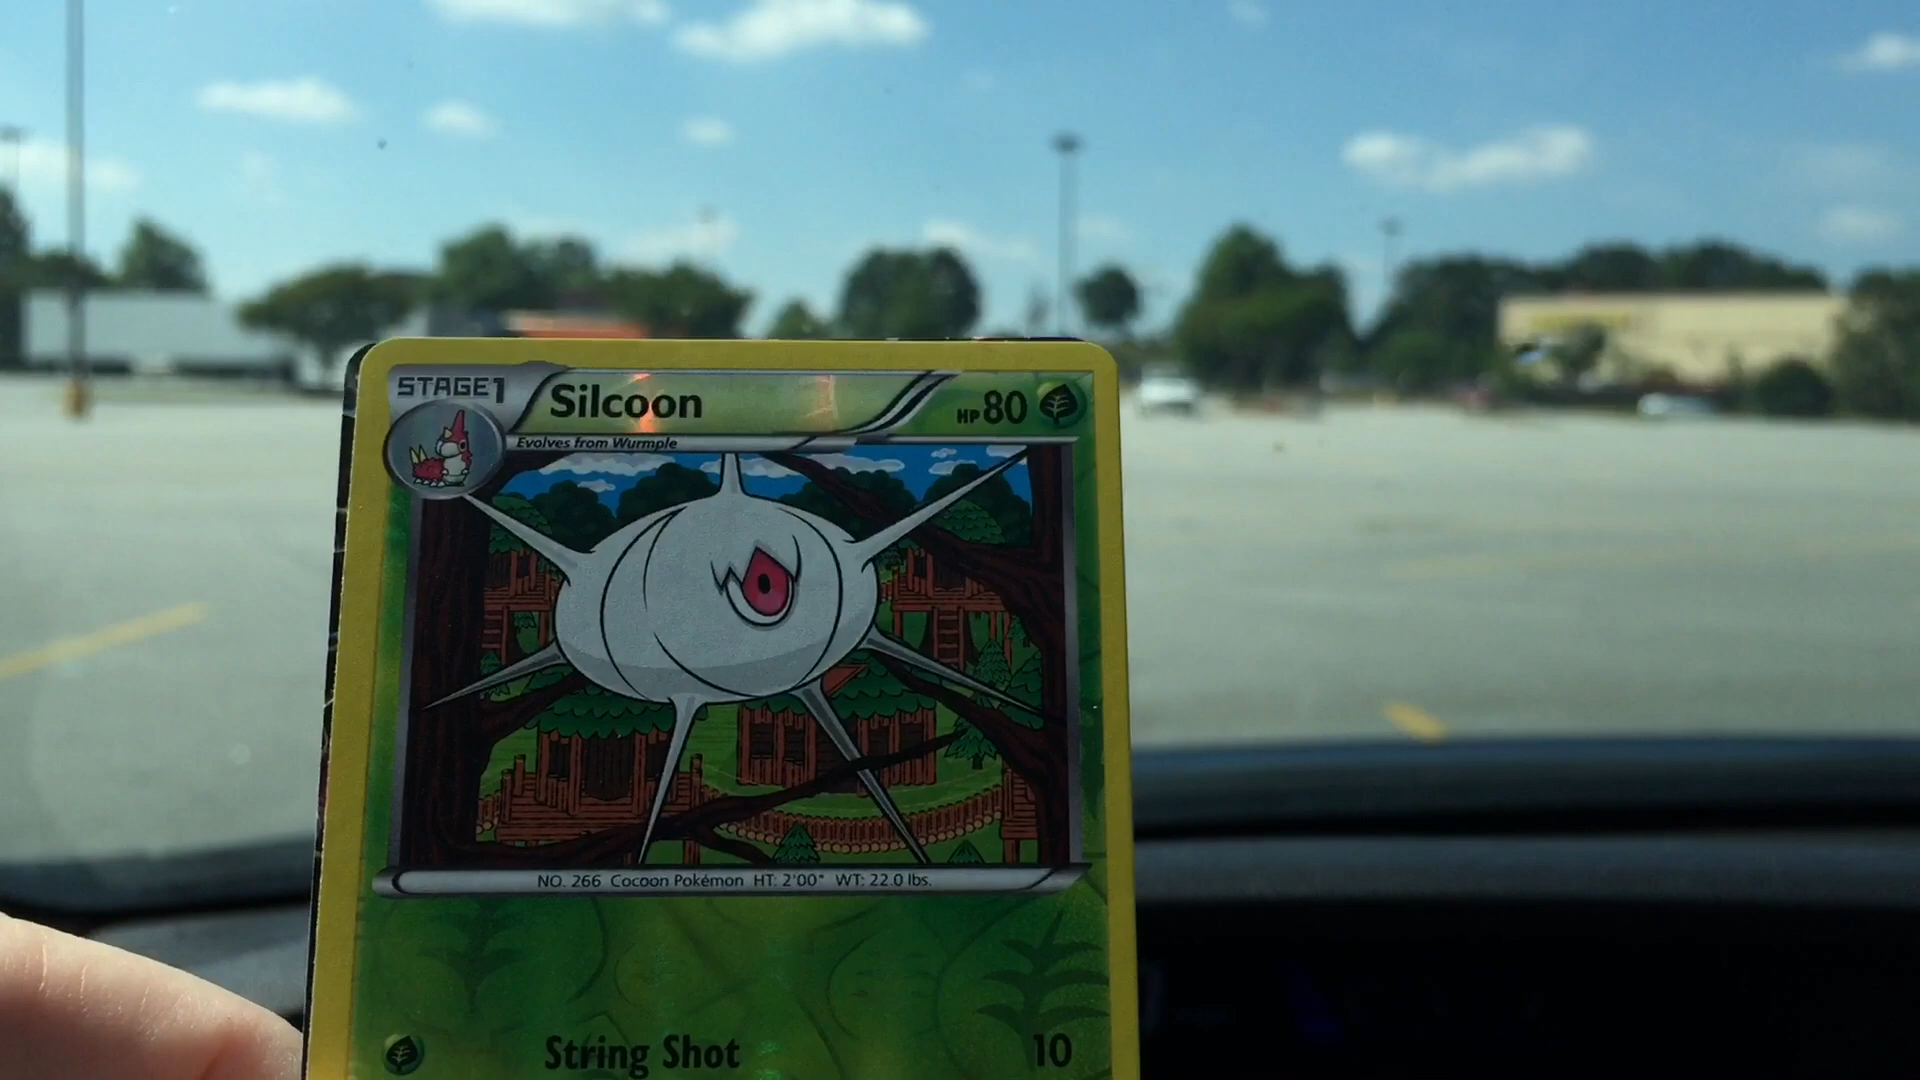 STAGE1
Silcoon
HP80
Evolves from Wurmple
NO. 266 Cocoon Pokémon HT: 2'00" WT: 22.0 lbs.
String Shot 10